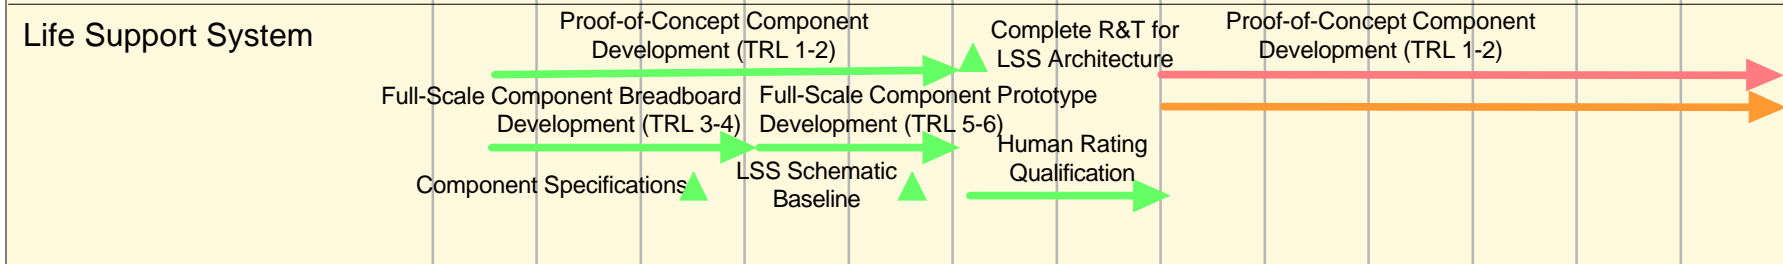 Life Support System
Proof-of-Concept Component
Development (TRL 1-2)
Complete R&T for
LSS Architecture
Proof-of-Concept Component
Development (TRL 1-2)
Full-Scale Component Breadboard
Development (TRL 3-4)
Full-Scale Component Prototype
Development (TRL 5-6)
Human Rating
Qualification
Component Specifications
LSS Schematic
Baseline